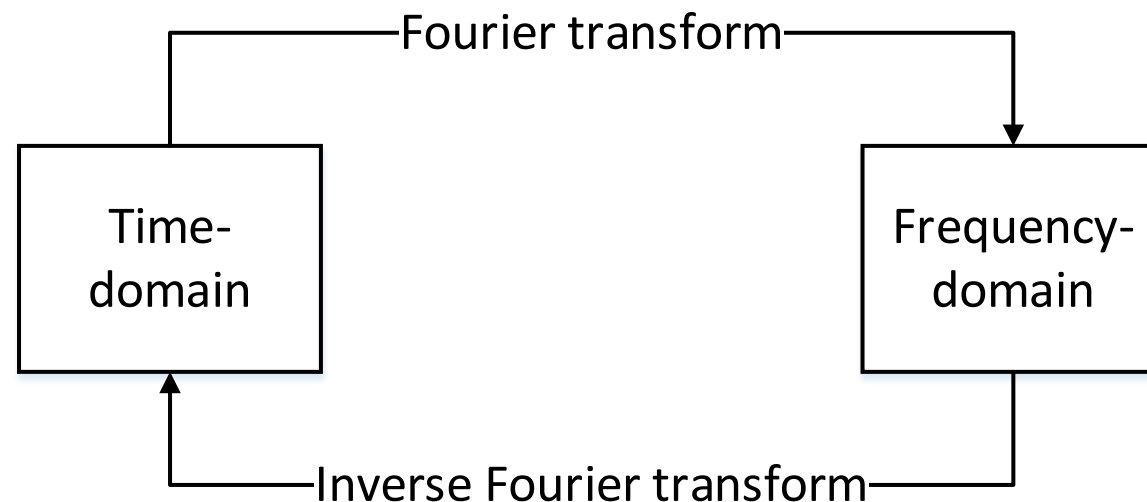 Fourier transform
Time-
domain
Frequency-
domain
Inverse Fourier transform